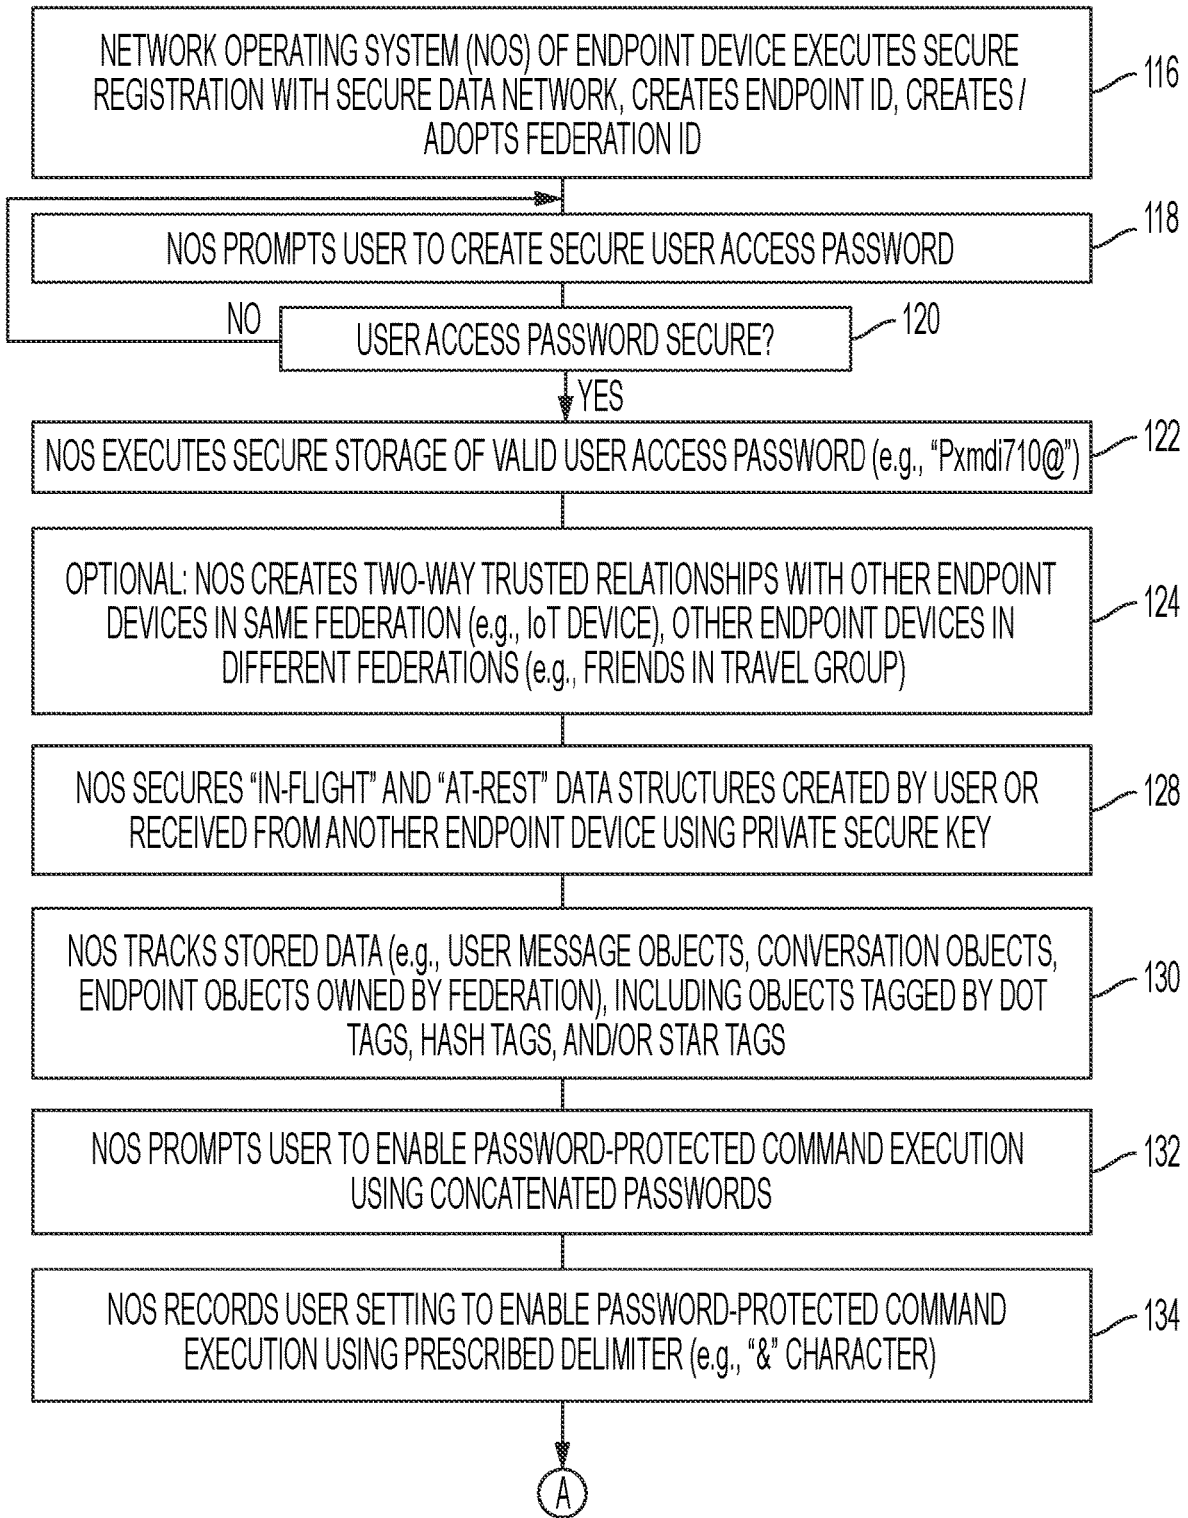 NETWORK OPERATING SYSTEM (NOS) OF ENDPOINT DEVICE EXECUTES SECURE
REGISTRATION WITH SECURE DATA NETWORK, CREATES ENDPOINT ID, CREATES /
ADOPTS FEDERATION ID
116
NOS PROMPTS USER TO CREATE SECURE USER ACCESS PASSWORD
118
NO
USER ACCESS PASSWORD SECURE?
120
YES
NOS EXECUTES SECURE STORAGE OF VALID USER ACCESS PASSWORD (e.g., “Pxmdi710@”)
122
OPTIONAL: NOS CREATES TWO-WAY TRUSTED RELATIONSHIPS WITH OTHER ENDPOINT
DEVICES IN SAME FEDERATION (e.g., IoT DEVICE), OTHER ENDPOINT DEVICES IN
DIFFERENT FEDERATIONS (e.g., FRIENDS IN TRAVEL GROUP)
124
NOS SECURES “IN-FLIGHT” AND “AT-REST” DATA STRUCTURES CREATED BY USER OR
RECEIVED FROM ANOTHER ENDPOINT DEVICE USING PRIVATE SECURE KEY
128
NOS TRACKS STORED DATA (e.g., USER MESSAGE OBJECTS, CONVERSATION OBJECTS,
ENDPOINT OBJECTS OWNED BY FEDERATION), INCLUDING OBJECTS TAGGED BY DOT
TAGS, HASH TAGS, AND/OR STAR TAGS
130
NOS PROMPTS USER TO ENABLE PASSWORD-PROTECTED COMMAND EXECUTION
USING CONCATENATED PASSWORDS
132
NOS RECORDS USER SETTING TO ENABLE PASSWORD-PROTECTED COMMAND
EXECUTION USING PRESCRIBED DELIMITER (e.g., “&” CHARACTER)
134
A